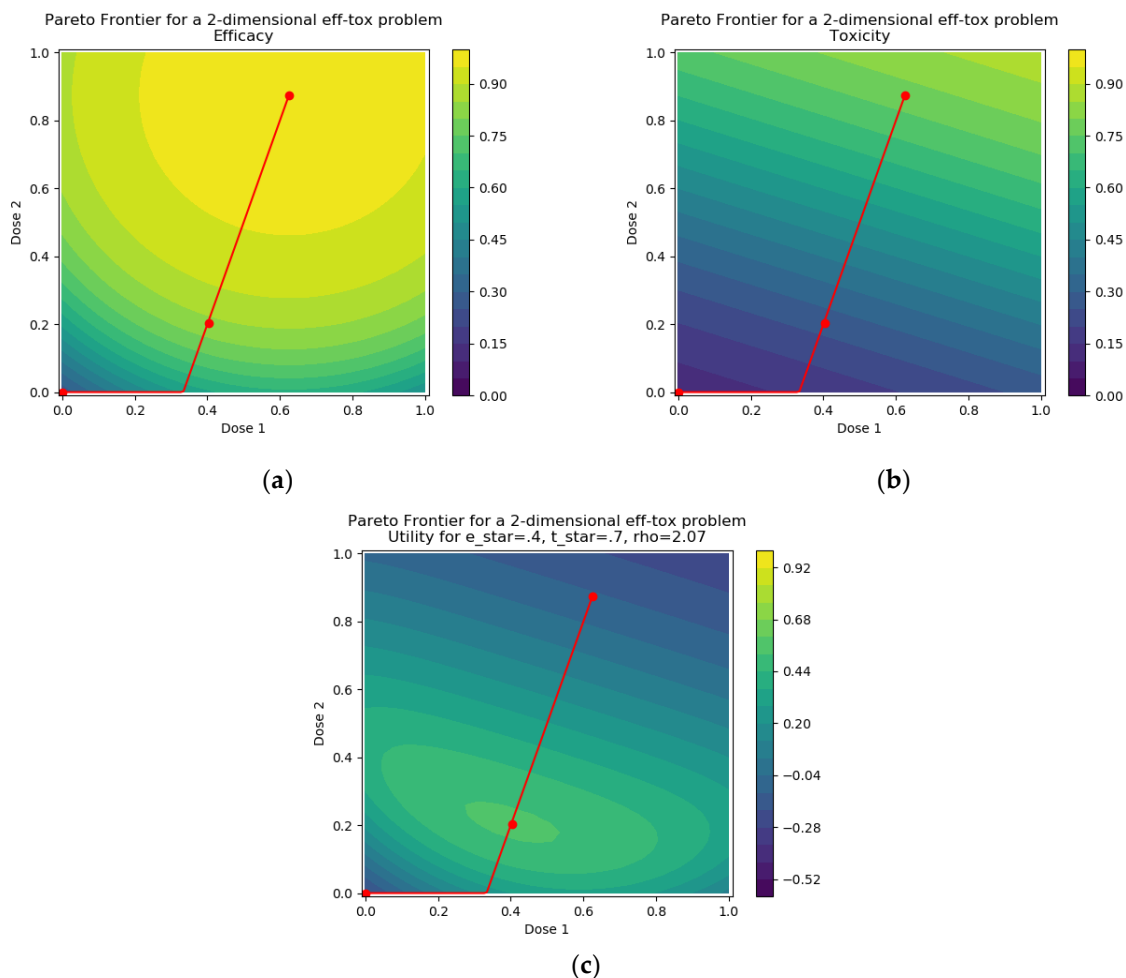 Pareto Frontier for a 2-dimensional eff-tox problem
Efficacy
1.0
0.8
0.6
0.4
0.2
0.0
Dose 2
0.0 0.2 0.4 0.6 0.8 1.0
Dose 1
0.90
0.75
0.60
0.45
0.30
0.15
0.00
(a)
Pareto Frontier for a 2-dimensional eff-tox problem
Toxicity
1.0
0.8
0.6
0.4
0.2
0.0
Dose 2
0.0 0.2 0.4 0.6 0.8 1.0
Dose 1
0.90
0.75
0.60
0.45
0.30
0.15
0.00
(b)
Pareto Frontier for a 2-dimensional eff-tox problem
Utility for e_star=.4, t_star=.7, rho=2.07
1.0
0.8
0.6
0.4
0.2
0.0
Dose 2
0.0 0.2 0.4 0.6 0.8 1.0
Dose 1
0.92
0.68
0.44
0.20
−0.04
−0.28
−0.52
(c)